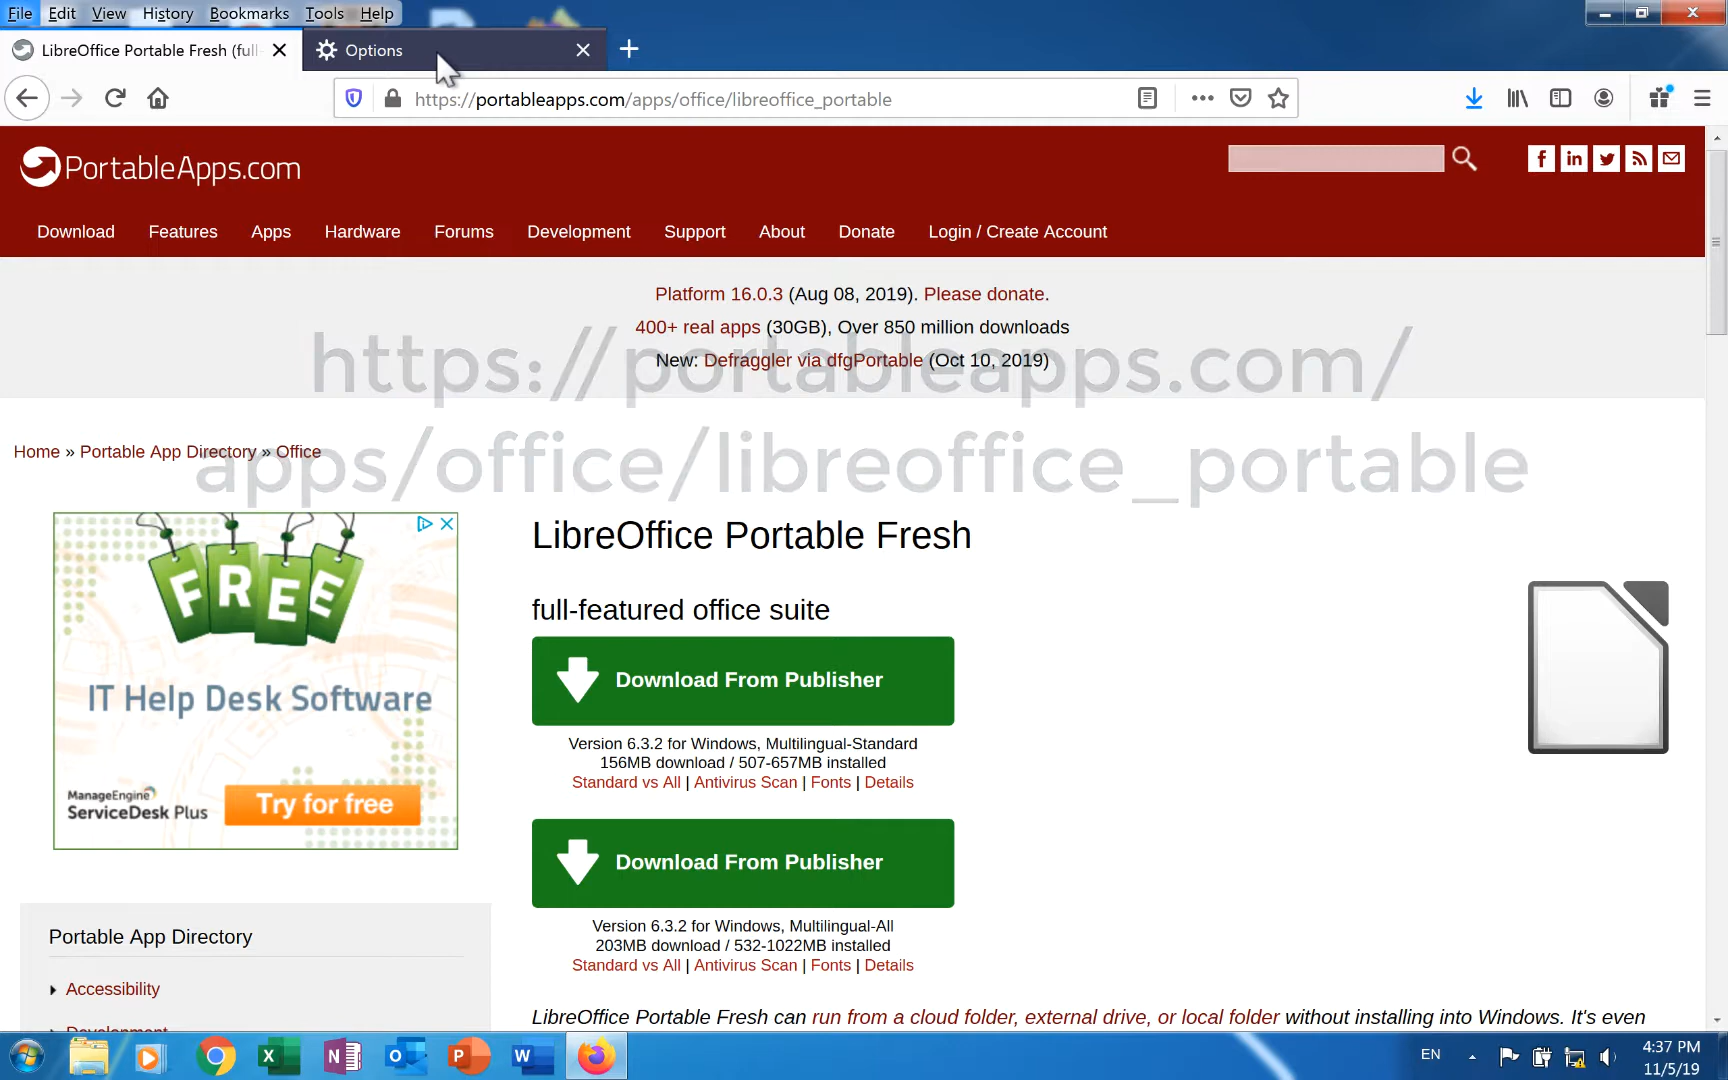 File Edit View History Bookmarks Tools Help
LibreOffice Portable Fresh (full-
Options
https://portableapps.com/apps/office/libreoffice_portable
PortableApps.com
Download Features Apps Hardware Forums Development Support About Donate Login / Create Account
Platform 16.0.3 (Aug 08, 2019). Please donate.
400+ real apps (30GB), Over 850 million downloads
New: Defraggler via dfgPortable (Oct 10, 2019)
https://portableapps.com/
apps/office/libreoffice_portable
Home » Portable App Directory » Office
FREE
IT Help Desk Software
ManageEngine
ServiceDesk Plus
Try for free
LibreOffice Portable Fresh
full-featured office suite
Download From Publisher
Version 6.3.2 for Windows, Multilingual-Standard
156MB download / 507-657MB installed
Standard vs All | Antivirus Scan | Fonts | Details
Download From Publisher
Version 6.3.2 for Windows, Multilingual-All
203MB download / 532-1022MB installed
Standard vs All | Antivirus Scan | Fonts | Details
Portable App Directory
Accessibility
Development
LibreOffice Portable Fresh can run from a cloud folder, external drive, or local folder without installing into Windows. It's even
EN
4:37 PM
11/5/19